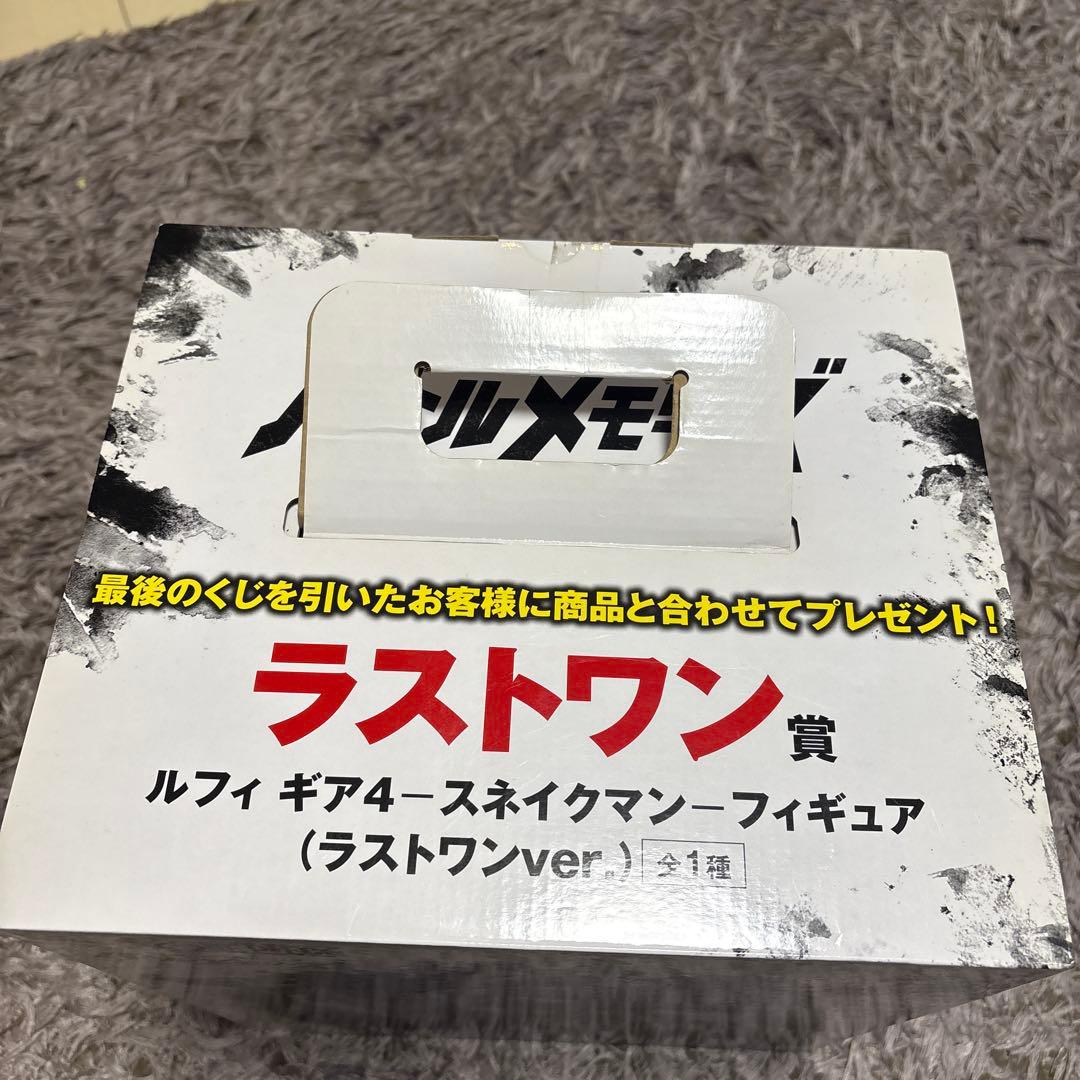 ルメモ
最後のくじを引いたお客様に商品と合わせてプレゼント!
ラストワン賞
ルフィ ギア4-スネイクマン-フィギュア
(ラストワンver.) 全1種